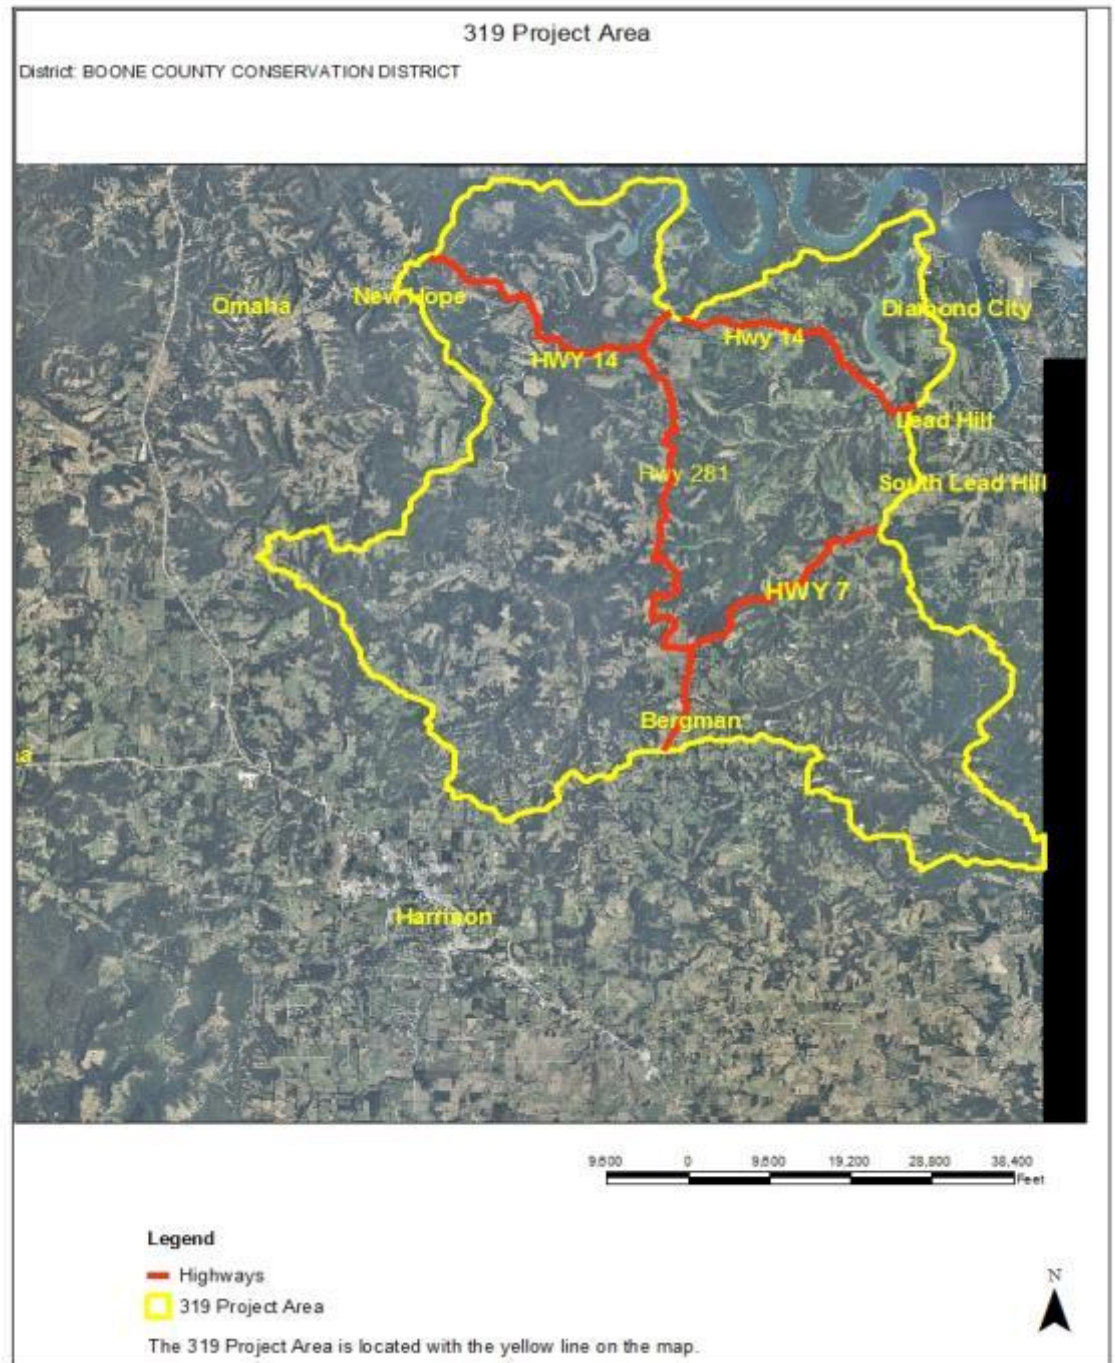 319 Project Area
District: BOONE COUNTY CONSERVATION DISTRICT
Omaha
New Hope
Diamond City
Hwy 14
HWY 14
Lead Hill
Hwy 281
South Lead Hill
HWY 7
Bergman
Harrison
9,600 0 9,600 19,200 28,800 38,400
Feet
Legend
Highways
319 Project Area
N
The 319 Project Area is located with the yellow line on the map.